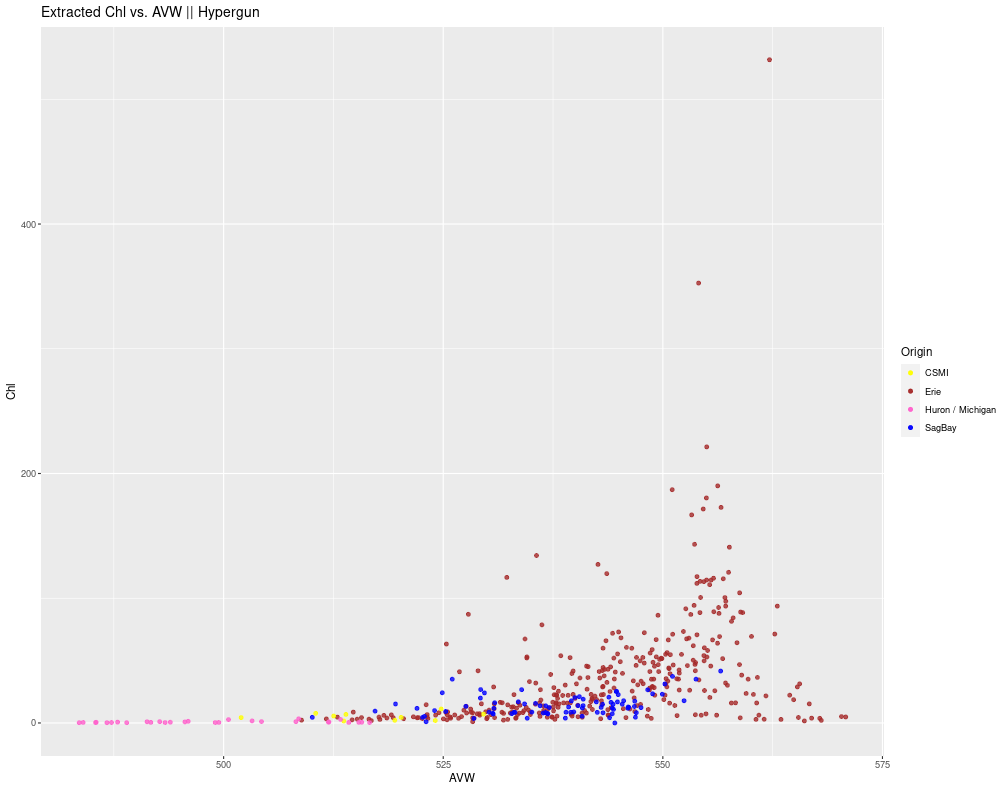 Extracted Chl vs. AVW || Hypergun
400
200
0
Chl
500
525
550
575
AVW
Origin
CSMI
Erie
Huron / Michigan
SagBay